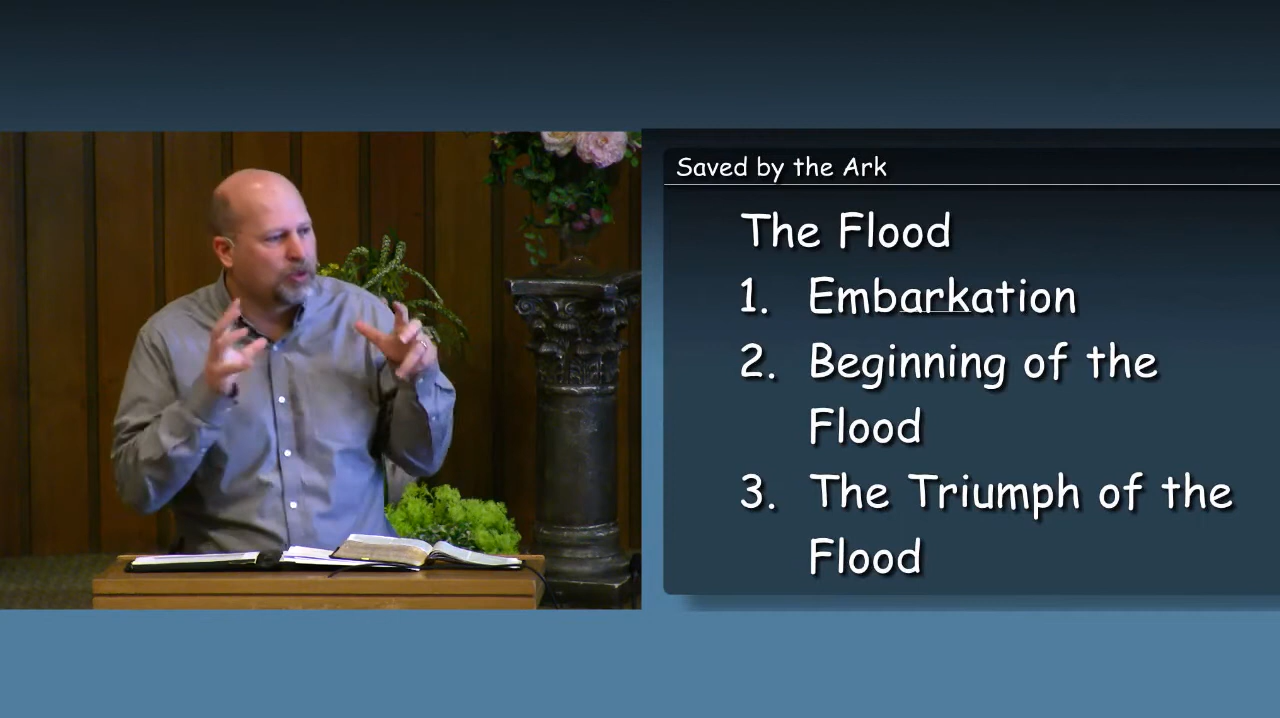 Saved by the Ark
The Flood
1. Embarkation
2. Beginning of the
Flood
3. The Triumph of the
Flood